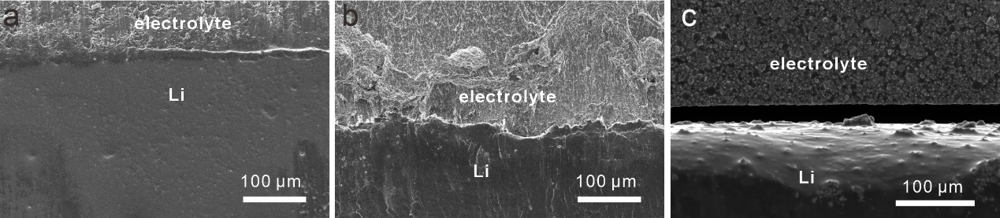 a
electrolyte
Li
100 µm
b
electrolyte
Li
100 µm
c
electrolyte
Li
100 µm